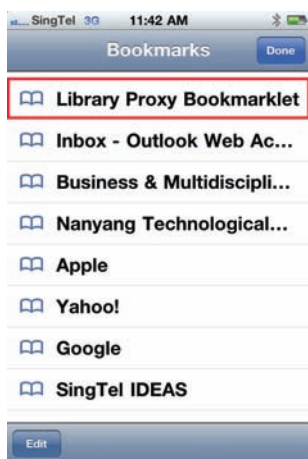 SingTel 3G 11:42 AM
Bookmarks Done
Library Proxy Bookmarklet
Inbox - Outlook Web Ac...
Business & Multidiscipli...
Nanyang Technological...
Apple
Yahoo!
Google
SingTel IDEAS
Edit